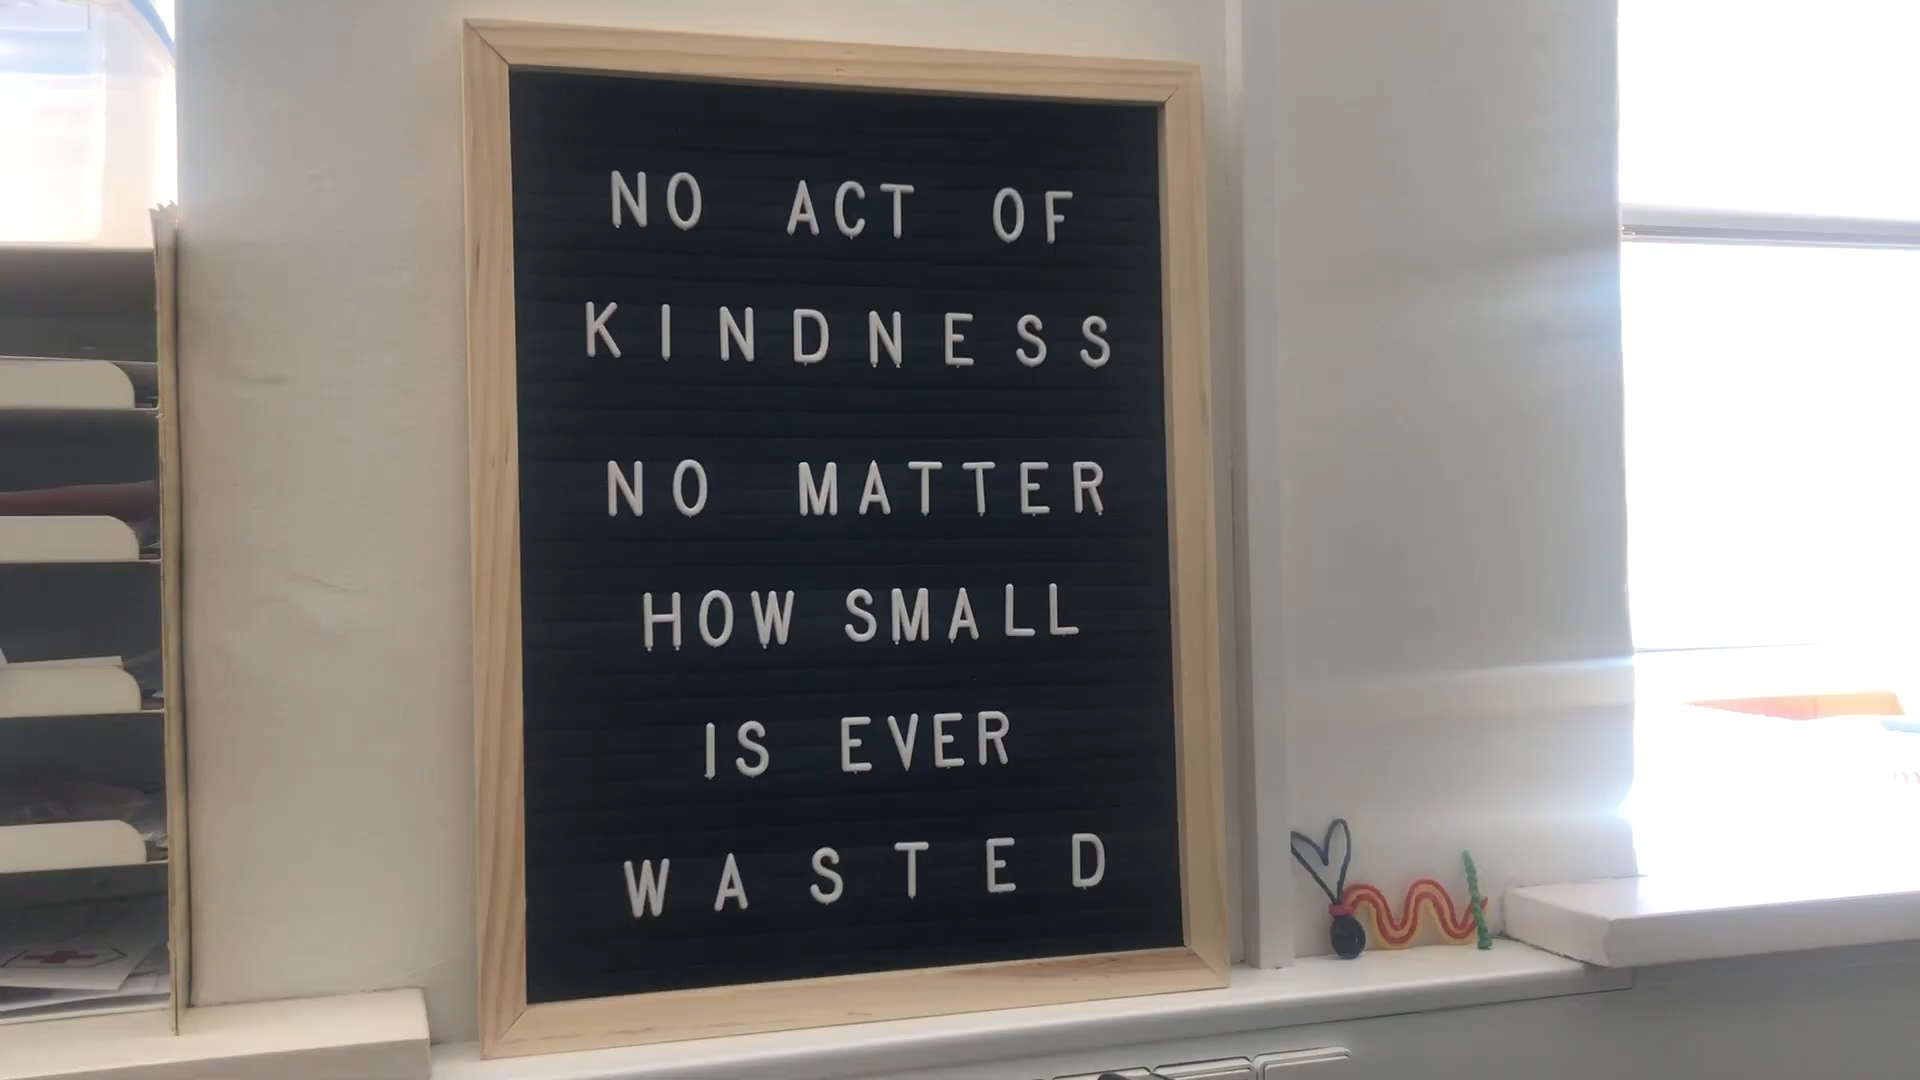 NO ACT OF
KINDNESS
NO MATTER
HOW SMALL
IS EVER
WASTED